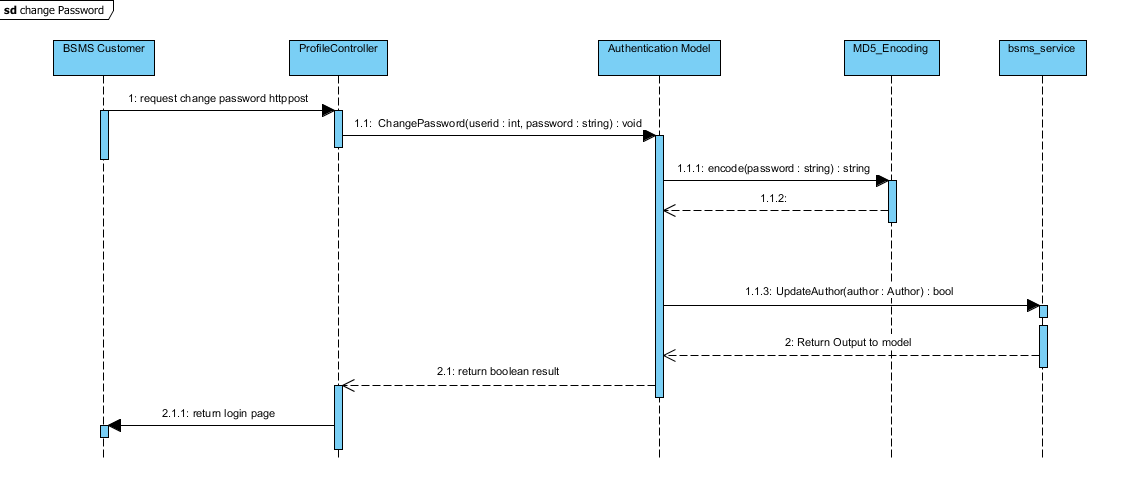 sd change Password
BSMS Customer
ProfileController
Authentication Model
MD5_Encoding
bsms_service
1: request change password httppost
1.1: ChangePassword(userid : int, password : string) : void
1.1.1: encode(password : string) : string
1.1.2:
1.1.3: UpdateAuthor(author : Author) : bool
2: Return Output to model
2.1: return boolean result
2.1.1: return login page